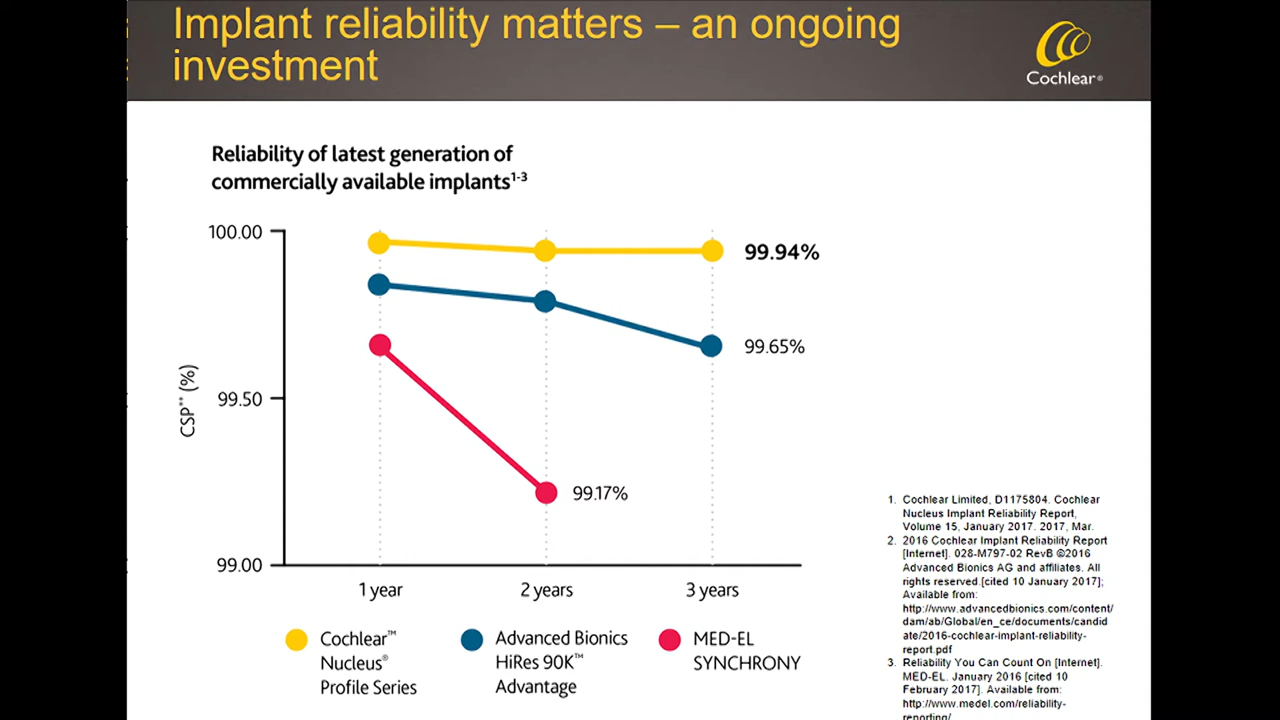 Implant reliability matters – an ongoing
investment
Cochlear®
Reliability of latest generation of
commercially available implants1-3
100.00
99.50
99.00
CSP** (%)
99.94%
99.65%
99.17%
1 year
2 years
3 years
Cochlear™
Nucleus®
Profile Series
Advanced Bionics
HiRes 90K™
Advantage
MED-EL
SYNCHRONY
1. Cochlear Limited, D1175804. Cochlear
Nucleus Implant Reliability Report,
Volume 15, January 2017. 2017, Mar.
2. 2016 Cochlear Implant Reliability Report
[Internet]. 028-M797-02 RevB ©2016
Advanced Bionics AG and affiliates. All
rights reserved.[cited 10 January 2017];
Available from:
http://www.advancedbionics.com/content/
dam/ab/Global/en_ce/documents/candid
ate/2016-cochlear-implant-reliability-
report.pdf
3. Reliability You Can Count On [Internet].
MED-EL. January 2016 [cited 10
February 2017]. Available from:
http://www.medel.com/reliability-
reporting/